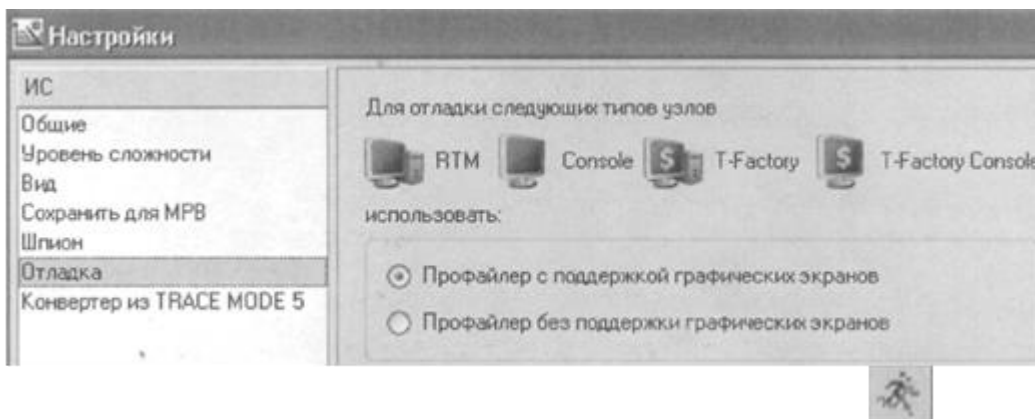 Настройки
ИС
Общие
Уровень сложности
Вид
Сохранить для МРВ
Шпион
Отладка
Конвертер из TRACE MODE 5
Для отладки следующих типов узлов
RTM Console T-Factory T-Factory Console
использовать:
Профайлер с поддержкой графических экранов
Профайлер без поддержки графических экранов